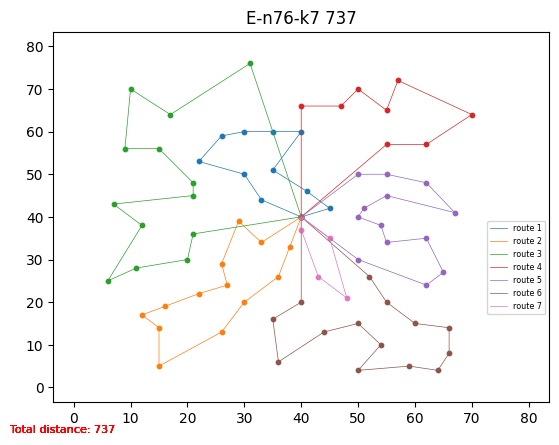 E-n76-k7 737
80
70
60
50
40
30
20
10
0
route 1
route 2
route 3
route 4
route 5
route 6
route 7
0 10 20 30 40 50 60 70 80
Total distance: 737